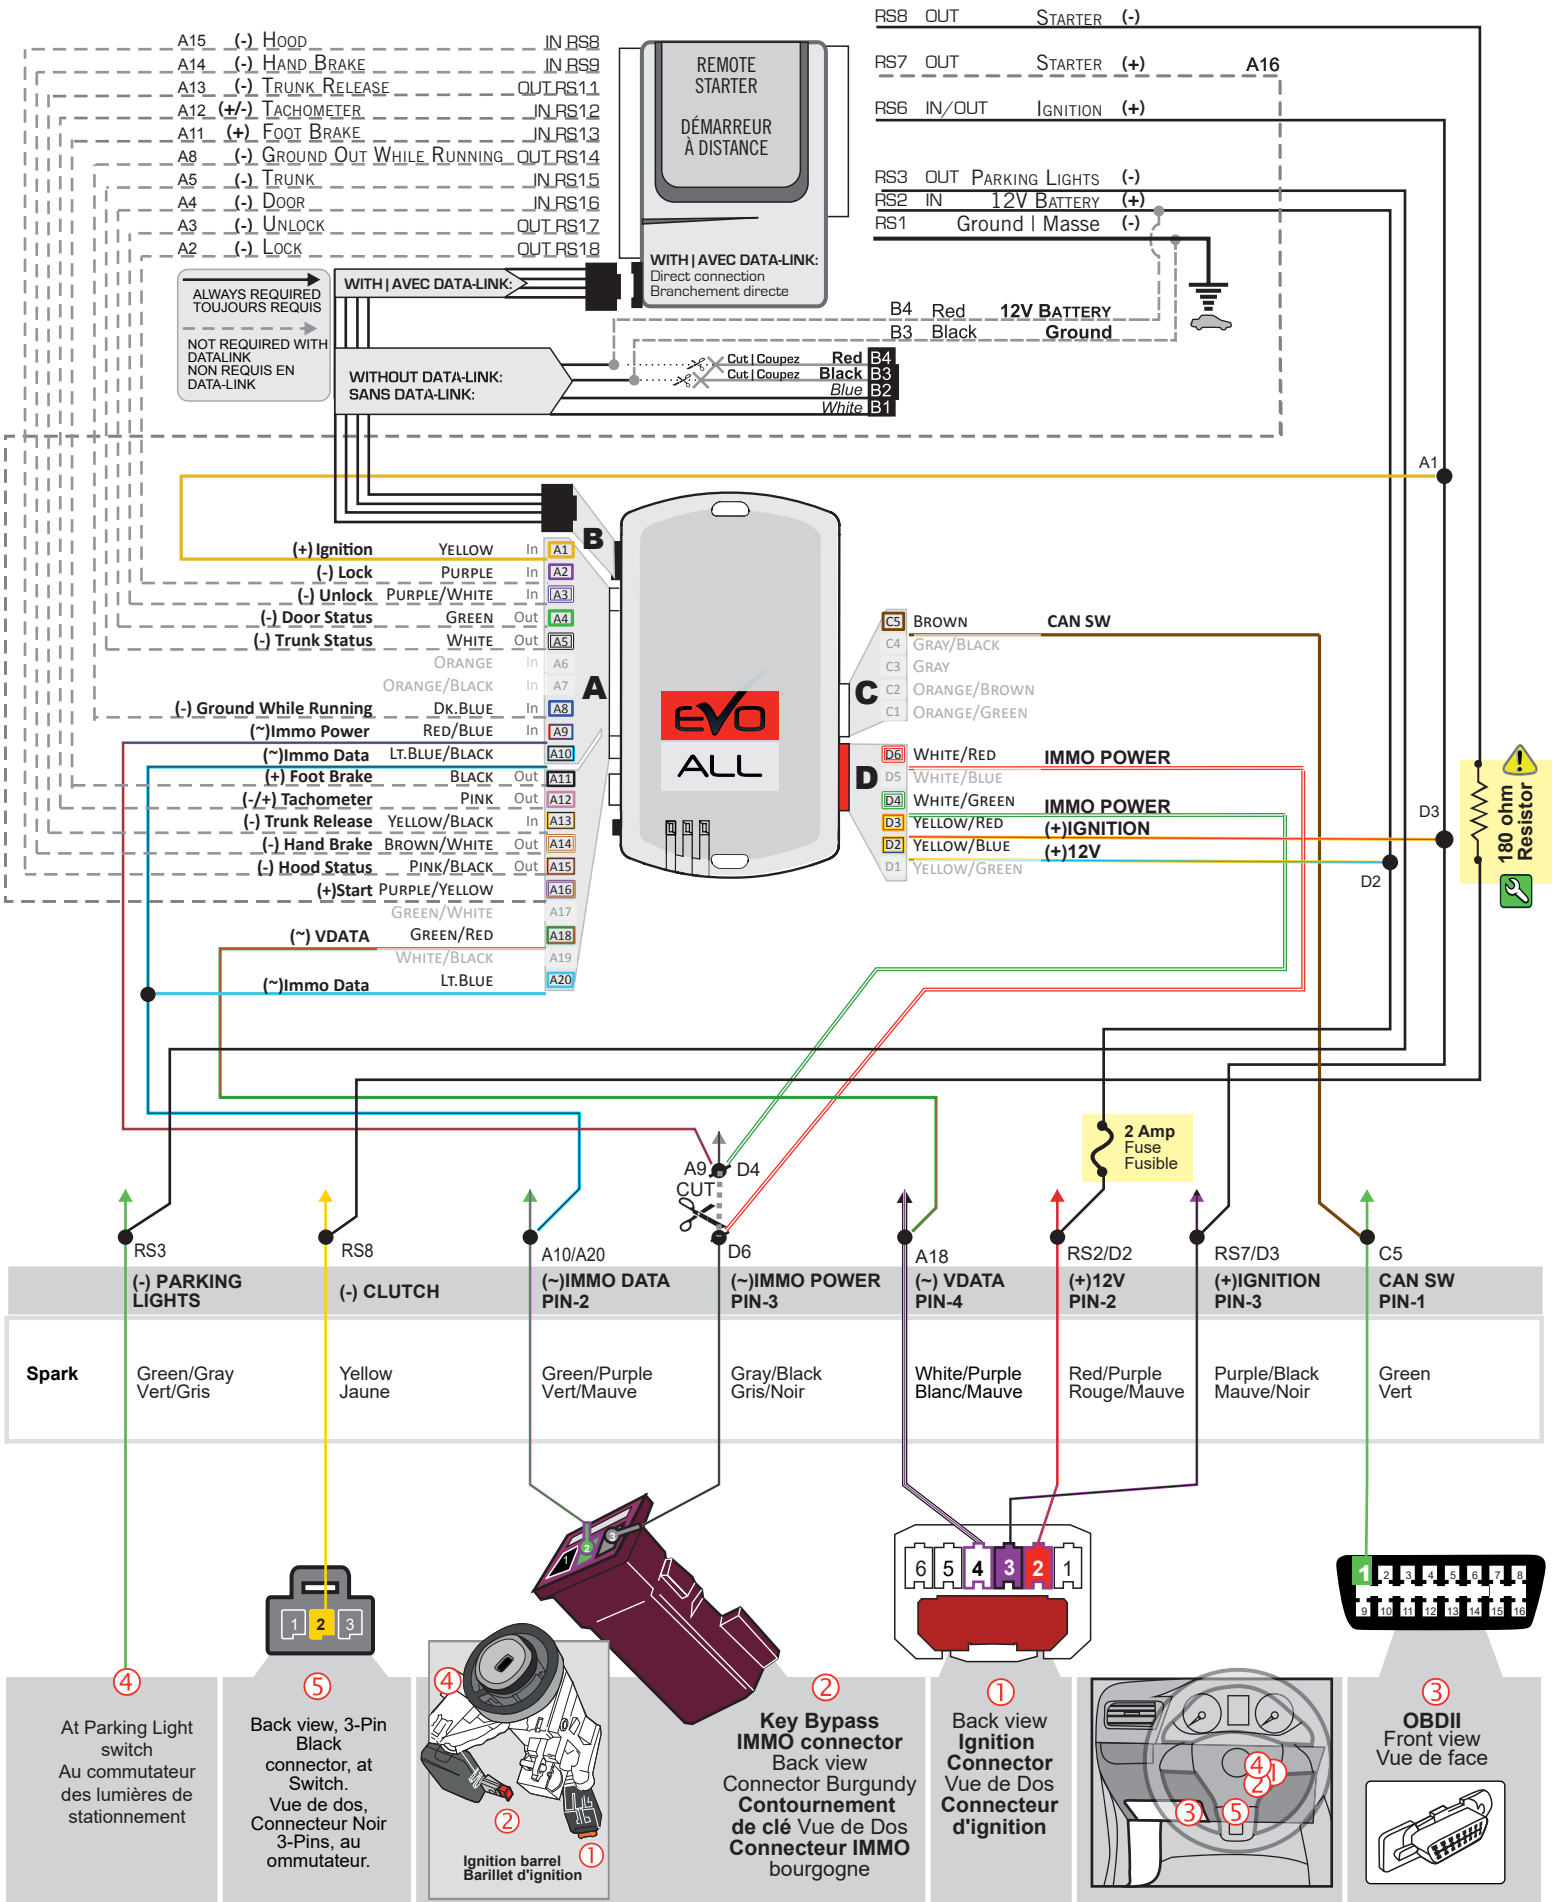 RS8 OUT STARTER (-)
RS7 OUT STARTER (+) A16
RS6 IN/OUT IGNITION (+)
RS3 OUT PARKING LIGHTS (-)
RS2 IN 12V BATTERY (+)
RS1 Ground | Masse (-)
A15 (-) HOOD IN RS8
A14 (-) HAND BRAKE IN RS9
A13 (-) TRUNK RELEASE OUT RS11
A12 (+/-) TACHOMETER IN RS12
A11 (+) FOOT BRAKE IN RS13
A8 (-) GROUND OUT WHILE RUNNING OUT RS14
A5 (-) TRUNK IN RS15
A4 (-) DOOR IN RS16
A3 (-) UNLOCK OUT RS17
A2 (-) LOCK OUT RS18
REMOTE
STARTER
DÉMARREUR
À DISTANCE
WITH | AVEC DATA-LINK:
Direct connection
Branchement directe
ALWAYS REQUIRED
TOUJOURS REQUIS
NOT REQUIRED WITH
DATALINK
NON REQUIS EN
DATA-LINK
WITH | AVEC DATA-LINK:
WITHOUT DATA-LINK:
SANS DATA-LINK:
B4 Red 12V BATTERY
B3 Black Ground
Cut | Coupez Red B4
Cut | Coupez Black B3
Blue B2
White B1
A1
B
A
C
D
(+) Ignition YELLOW In A1
(-) Lock PURPLE In A2
(-) Unlock PURPLE/WHITE In A3
(-) Door Status GREEN Out A4
(-) Trunk Status WHITE Out A5
ORANGE In A6
ORANGE/BLACK In A7
(-) Ground While Running DK.BLUE In A8
(~)Immo Power RED/BLUE In A9
(~)Immo Data LT.BLUE/BLACK A10
(+) Foot Brake BLACK Out A11
(-/+) Tachometer PINK Out A12
(-) Trunk Release YELLOW/BLACK In A13
(-) Hand Brake BROWN/WHITE Out A14
(-) Hood Status PINK/BLACK Out A15
(+)Start PURPLE/YELLOW A16
GREEN/WHITE A17
(~) VDATA GREEN/RED A18
WHITE/BLACK A19
(~)Immo Data LT.BLUE A20
EVO
ALL
C5 BROWN CAN SW
C4 GRAY/BLACK
C3 GRAY
C2 ORANGE/BROWN
C1 ORANGE/GREEN
D6 WHITE/RED IMMO POWER
D5 WHITE/BLUE
D4 WHITE/GREEN IMMO POWER
D3 YELLOW/RED (+)IGNITION
D2 YELLOW/BLUE (+)12V
D1 YELLOW/GREEN
D3
D2
180 ohm
Resistor
2 Amp
Fuse
Fusible
A9 D4
CUT
RS3
RS8
A10/A20
D6
A18
RS2/D2
RS7/D3
C5
(-) PARKING
LIGHTS
(-) CLUTCH
(~)IMMO DATA
PIN-2
(~)IMMO POWER
PIN-3
(~) VDATA
PIN-4
(+)12V
PIN-2
(+)IGNITION
PIN-3
CAN SW
PIN-1
Spark
Green/Gray
Vert/Gris
Yellow
Jaune
Green/Purple
Vert/Mauve
Gray/Black
Gris/Noir
White/Purple
Blanc/Mauve
Red/Purple
Rouge/Mauve
Purple/Black
Mauve/Noir
Green
Vert
1 2 3
1 2 3
6 5 4 3 2 1
1 2 3 4 5 6 7 8
9 10 11 12 13 14 15 16
④
At Parking Light
switch
Au commutateur
des lumières de
stationnement
⑤
Back view, 3-Pin
Black
connector, at
Switch.
Vue de dos,
Connecteur Noir
3-Pins, au
ommutateur.
④
②
①
Ignition barrel
Barillet d'ignition
②
Key Bypass
IMMO connector
Back view
Connector Burgundy
Contournement
de clé Vue de Dos
Connecteur IMMO
bourgogne
①
Back view
Ignition
Connector
Vue de Dos
Connecteur
d'ignition
④
①
②
③ ⑤
③
OBDII
Front view
Vue de face